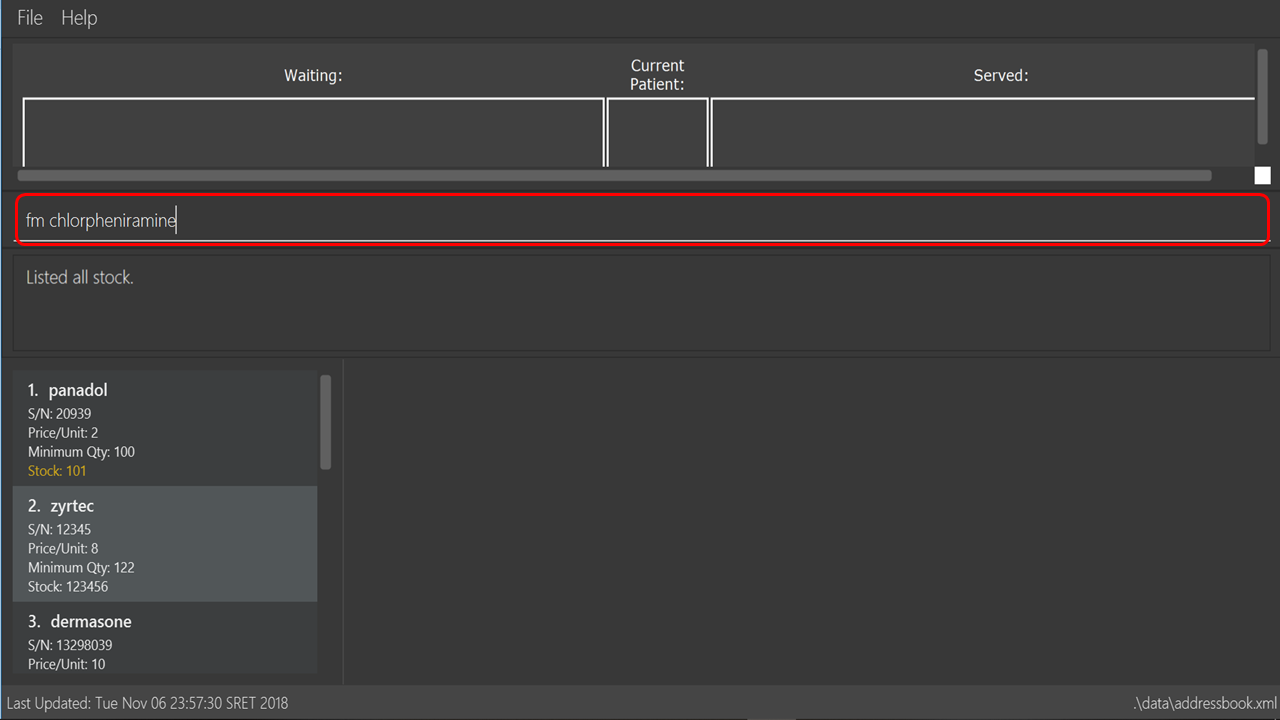 File Help
Waiting:
Current
Patient:
Served:
fm chlorpheniramine
Listed all stock.
1. panadol
S/N: 20939
Price/Unit: 2
Minimum Qty: 100
Stock: 101
2. zyrtec
S/N: 12345
Price/Unit: 8
Minimum Qty: 122
Stock: 123456
3. dermasone
S/N: 13298039
Price/Unit: 10
Last Updated: Tue Nov 06 23:57:30 SRET 2018
.\data\addressbook.xml